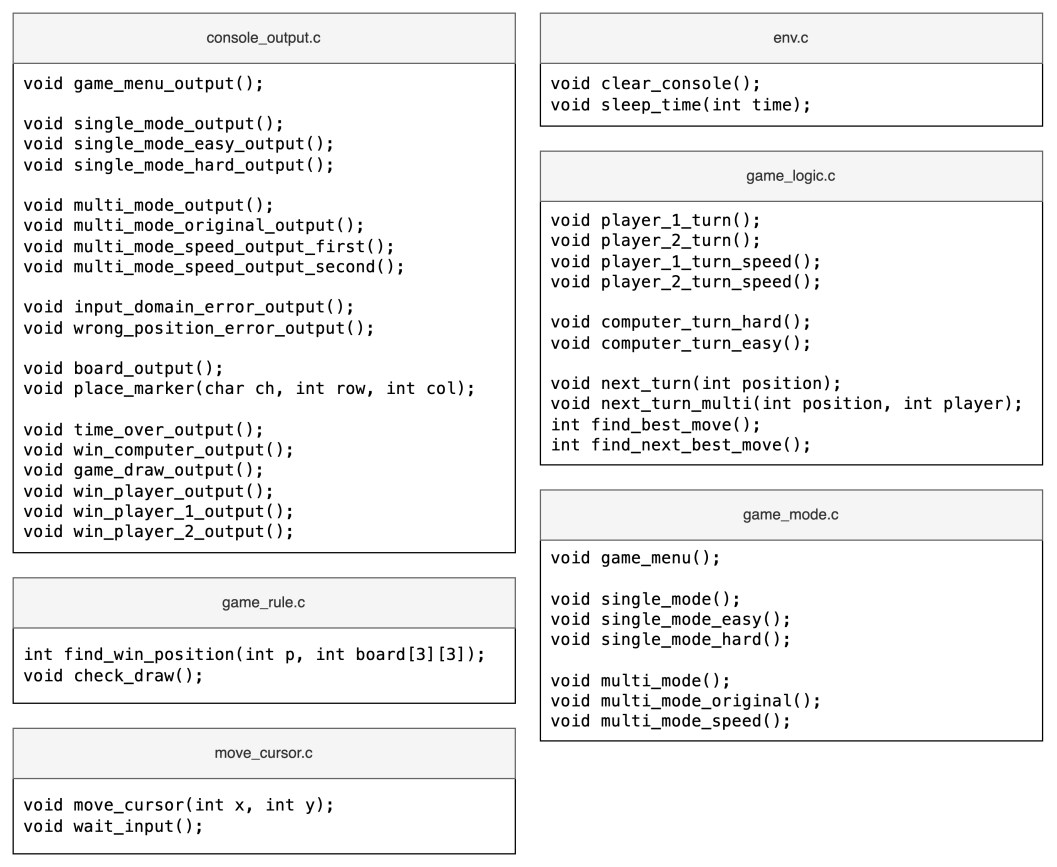 console_output.c
void game_menu_output();
void single_mode_output();
void single_mode_easy_output();
void single_mode_hard_output();
void multi_mode_output();
void multi_mode_original_output();
void multi_mode_speed_output_first();
void multi_mode_speed_output_second();
void input_domain_error_output();
void wrong_position_error_output();
void board_output();
void place_marker(char ch, int row, int col);
void time_over_output();
void win_computer_output();
void game_draw_output();
void win_player_output();
void win_player_1_output();
void win_player_2_output();
game_rule.c
int find_win_position(int p, int board[3][3]);
void check_draw();
move_cursor.c
void move_cursor(int x, int y);
void wait_input();
env.c
void clear_console();
void sleep_time(int time);
game_logic.c
void player_1_turn();
void player_2_turn();
void player_1_turn_speed();
void player_2_turn_speed();
void computer_turn_hard();
void computer_turn_easy();
void next_turn(int position);
void next_turn_multi(int position, int player);
int find_best_move();
int find_next_best_move();
game_mode.c
void game_menu();
void single_mode();
void single_mode_easy();
void single_mode_hard();
void multi_mode();
void multi_mode_original();
void multi_mode_speed();